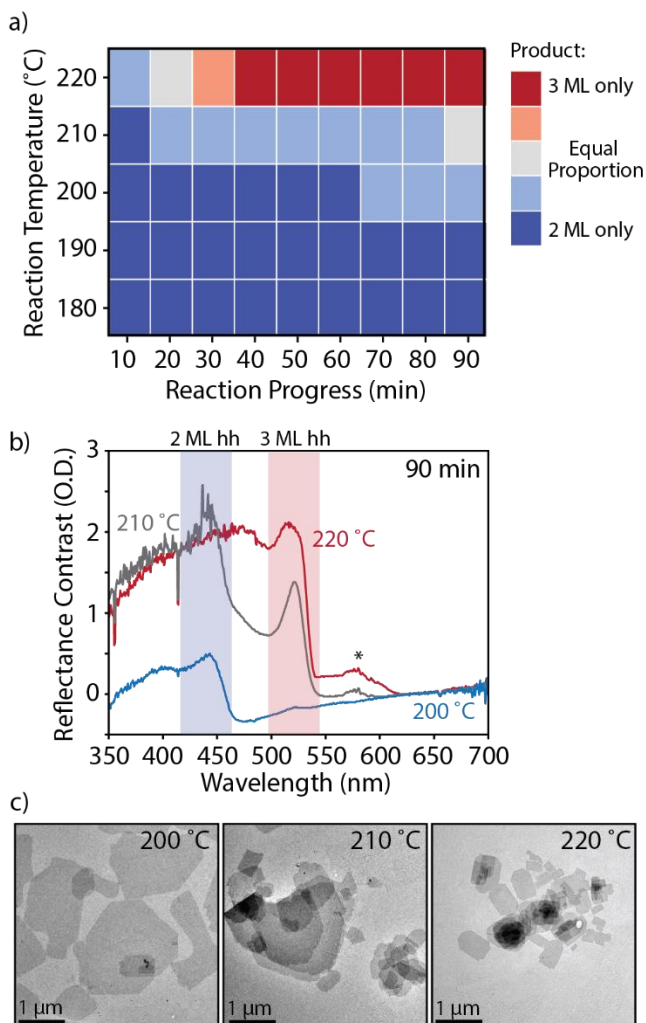 a)
Product:
3 ML only
Equal
Proportion
2 ML only
Reaction Temperature (˚C)
220
210
200
190
180
10 20 30 40 50 60 70 80 90
Reaction Progress (min)
b)
2 ML hh 3 ML hh
90 min
210 ˚C
220 ˚C
*
200 ˚C
Reflectance Contrast (O.D.)
3
2
1
0
350 400 450 500 550 600 650 700
Wavelength (nm)
c)
200 ˚C 210 ˚C 220 ˚C
1 µm 1 µm 1 µm